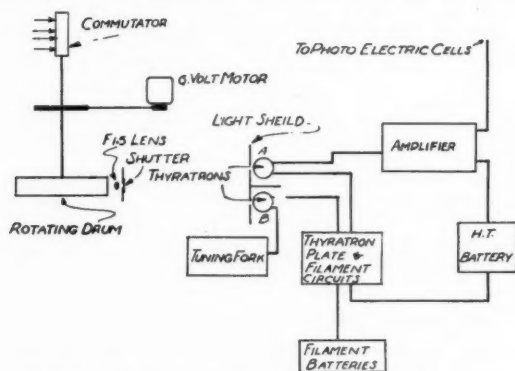 COMMUTATOR
TO PHOTO ELECTRIC CELLS
6.VOLT MOTOR
LIGHT SHEILD.
F1.5 LENS
SHUTTER
THYRATRONS
A
AMPLIFIER
B
ROTATING DRUM
TUNING FORK
THYRATRON
PLATE &
FILAMENT
CIRCUITS
H.T.
BATTERY
FILAMENT
BATTERIES